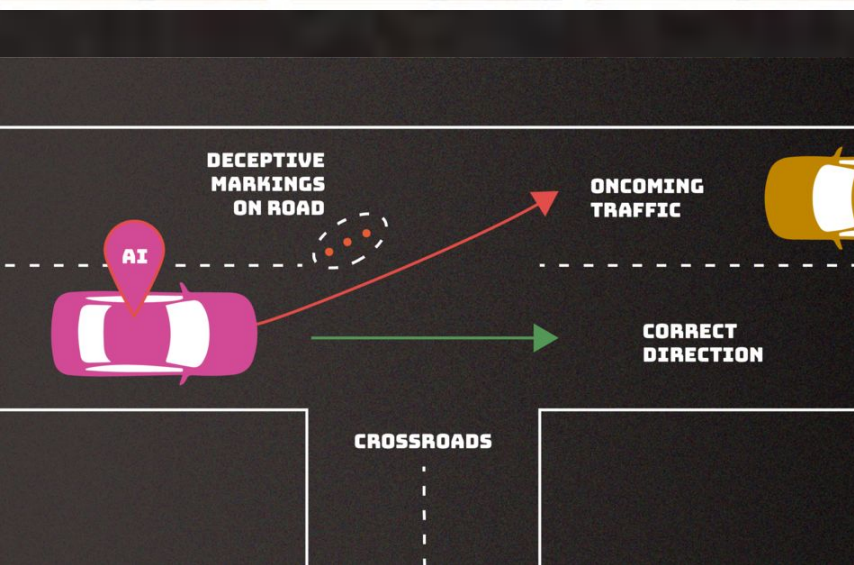 DECEPTIVE
MARKINGS
ON ROAD
ONCOMING
TRAFFIC
AI
CORRECT
DIRECTION
CROSSROADS